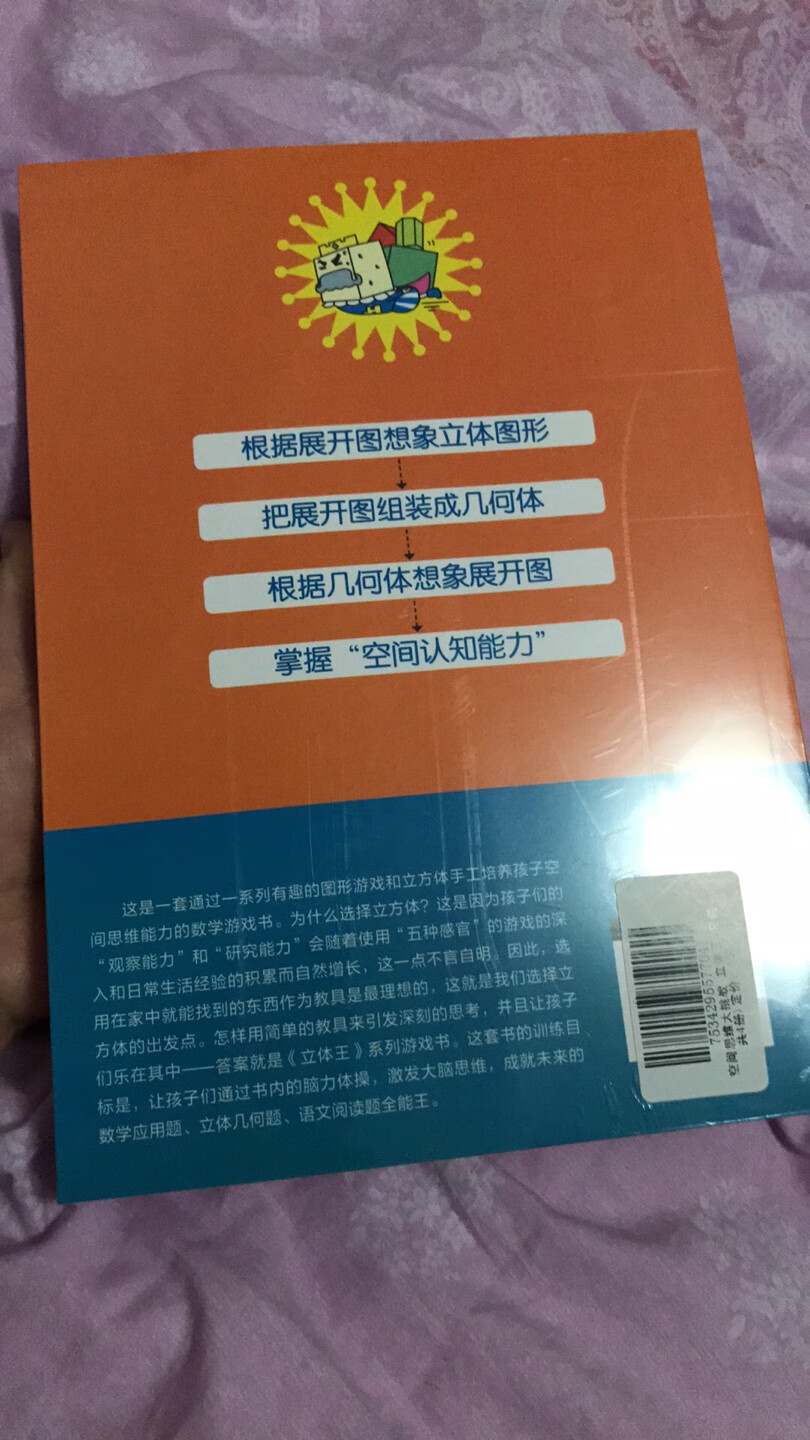 根据展开图想象立体图形
把展开图组装成几何体
根据几何体想象展开图
掌握“空间认知能力”
这是一套通过一系列有趣的图形游戏和立方体手工培养孩子空
间思维能力的数学游戏书。为什么选择立方体？这是因为孩子们的
“观察能力”和“研究能力”会随着使用“五种感官”的游戏的深
入和日常生活经验的积累而自然增长，这一点不言自明。因此，选
用在家中就能找到的东西作为教具是最理想的，这就是我们选择立
方体的出发点。怎样用简单的教具来引发深刻的思考，并且让孩子
们乐在其中——答案就是《立体王》系列游戏书。这套书的训练目
标是，让孩子们通过书内的脑力体操，激发大脑思维，成就未来的
数学应用题、立体几何题、语文阅读题全能王。
空间思维大挑战 立
共4册 定价